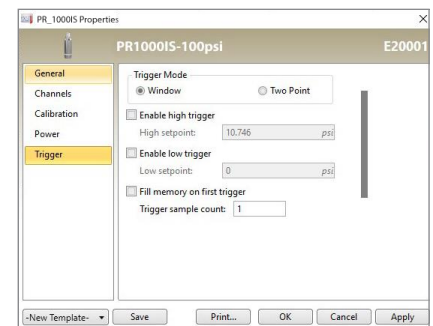 PR_1000IS Properties
PR1000IS-100psi E20001
General
Channels
Calibration
Power
Trigger
Trigger Mode
Window Two Point
Enable high trigger
High setpoint: 10.746 psi
Enable low trigger
Low setpoint: 0 psi
Fill memory on first trigger
Trigger sample count: 1
-New Template- Save Print... OK Cancel Apply